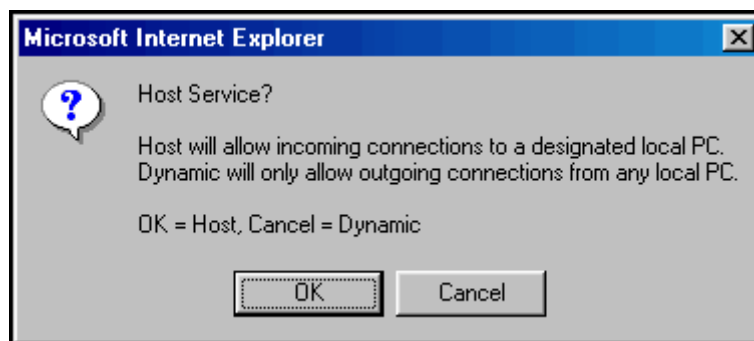 Microsoft Internet Explorer
Host Service?
Host will allow incoming connections to a designated local PC.
Dynamic will only allow outgoing connections from any local PC.
OK = Host, Cancel = Dynamic
OK
Cancel